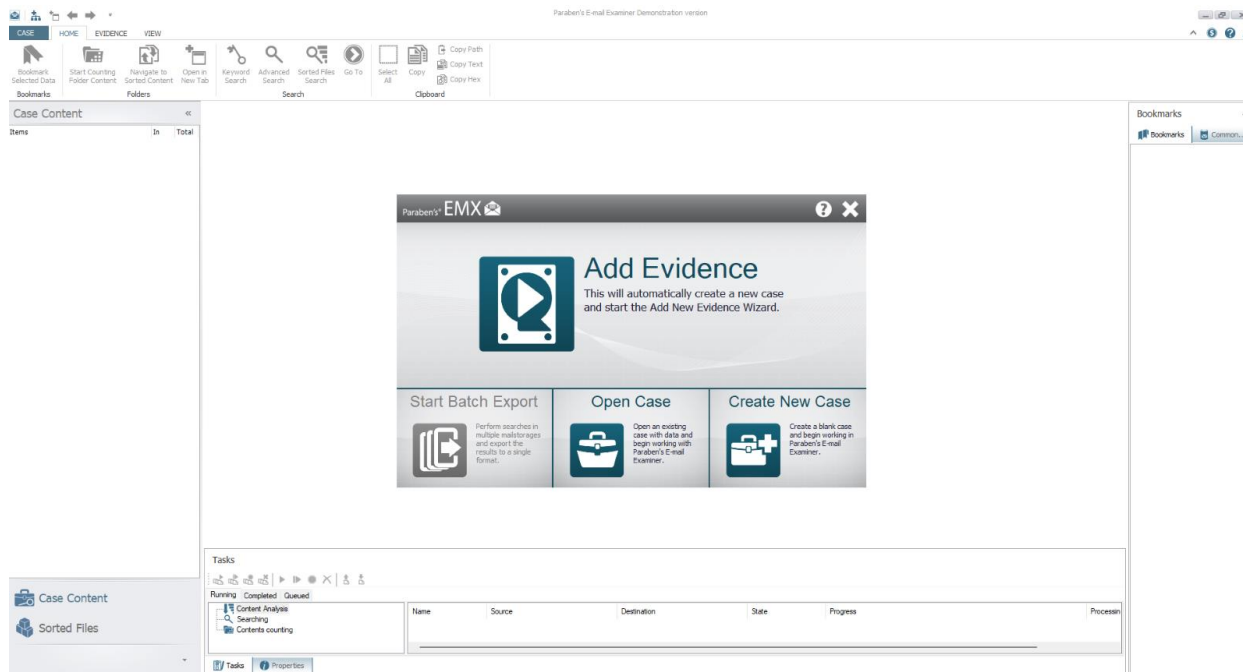 Paraben's E-mail Examiner Demonstration version
CASE HOME EVIDENCE VIEW
Bookmark
Selected Data
Start Counting
Folder Content
Navigate to
Sorted Content
Open in
New Tab
Keyword
Search
Advanced
Search
Sorted Files
Search
Go To
Select
All
Copy
Copy Path
Copy Text
Copy Hex
Bookmarks
Folders
Search
Clipboard
Case Content «
Items In Total
Bookmarks
Bookmarks Common...
Paraben's® EMX
Add Evidence
This will automatically create a new case
and start the Add New Evidence Wizard.
Start Batch Export
Perform searches in
multiple mailstorages
and export the
results to a single
format.
Open Case
Open an existing
case with data and
begin working with
Paraben's E-mail
Examiner.
Create New Case
Create a blank case
and begin working in
Paraben's E-mail
Examiner.
Case Content
Sorted Files
Tasks
Running Completed Queued
Content Analysis
Searching
Contents counting
Name Source Destination State Progress Processin
Tasks Properties